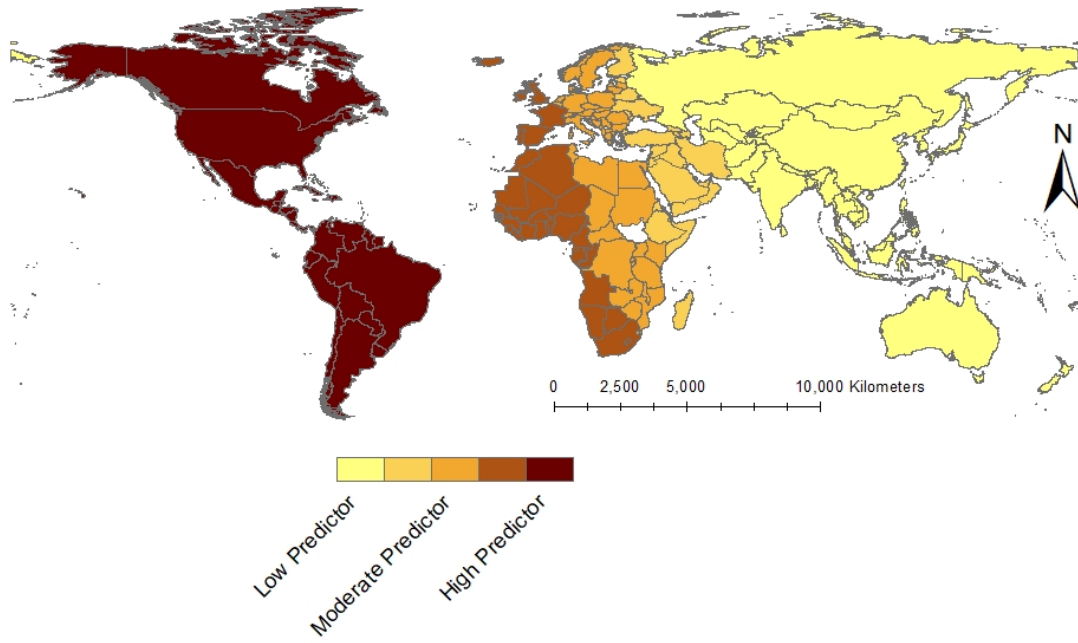 N
0 2,500 5,000 10,000 Kilometers
Low Predictor
Moderate Predictor
High Predictor